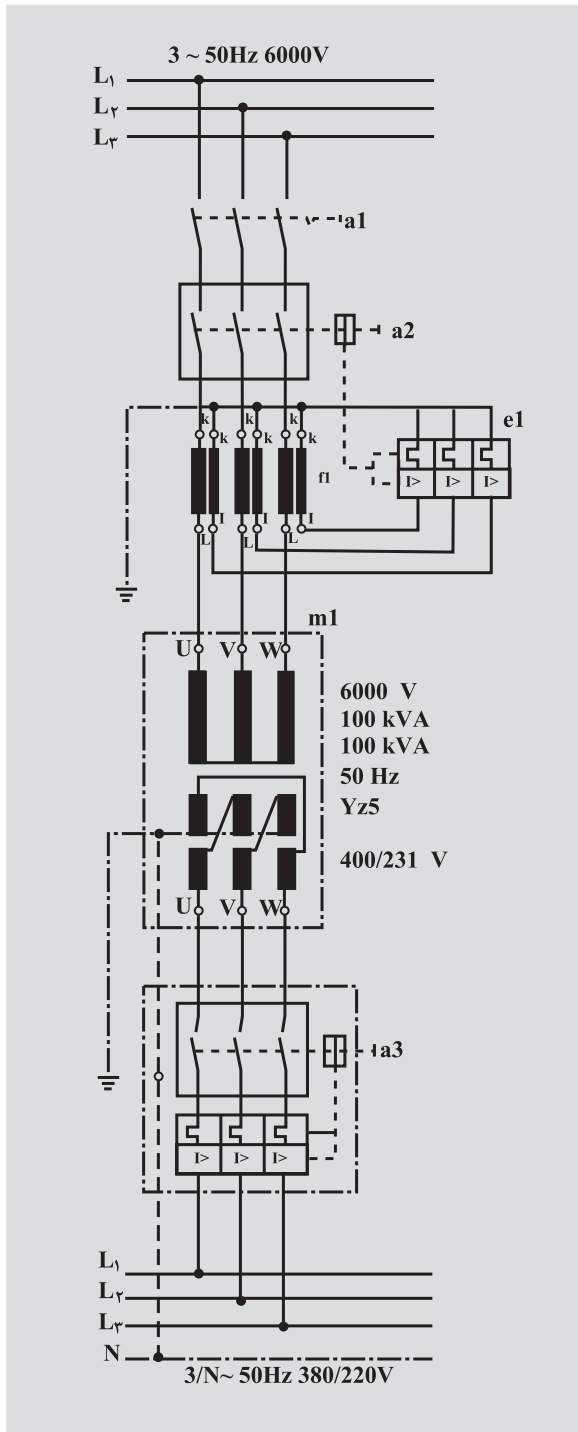 3 ~ 50Hz 6000V
L۱
L۲
L۳
a1
a2
e1
k k k k k k
f1
I> I> I>
I I I
L L L
m1
U V W
6000 V
100 kVA
100 kVA
50 Hz
Yz5
400/231 V
U V W
a3
I> I> I>
L۱
L۲
L۳
N
3/N~ 50Hz 380/220V